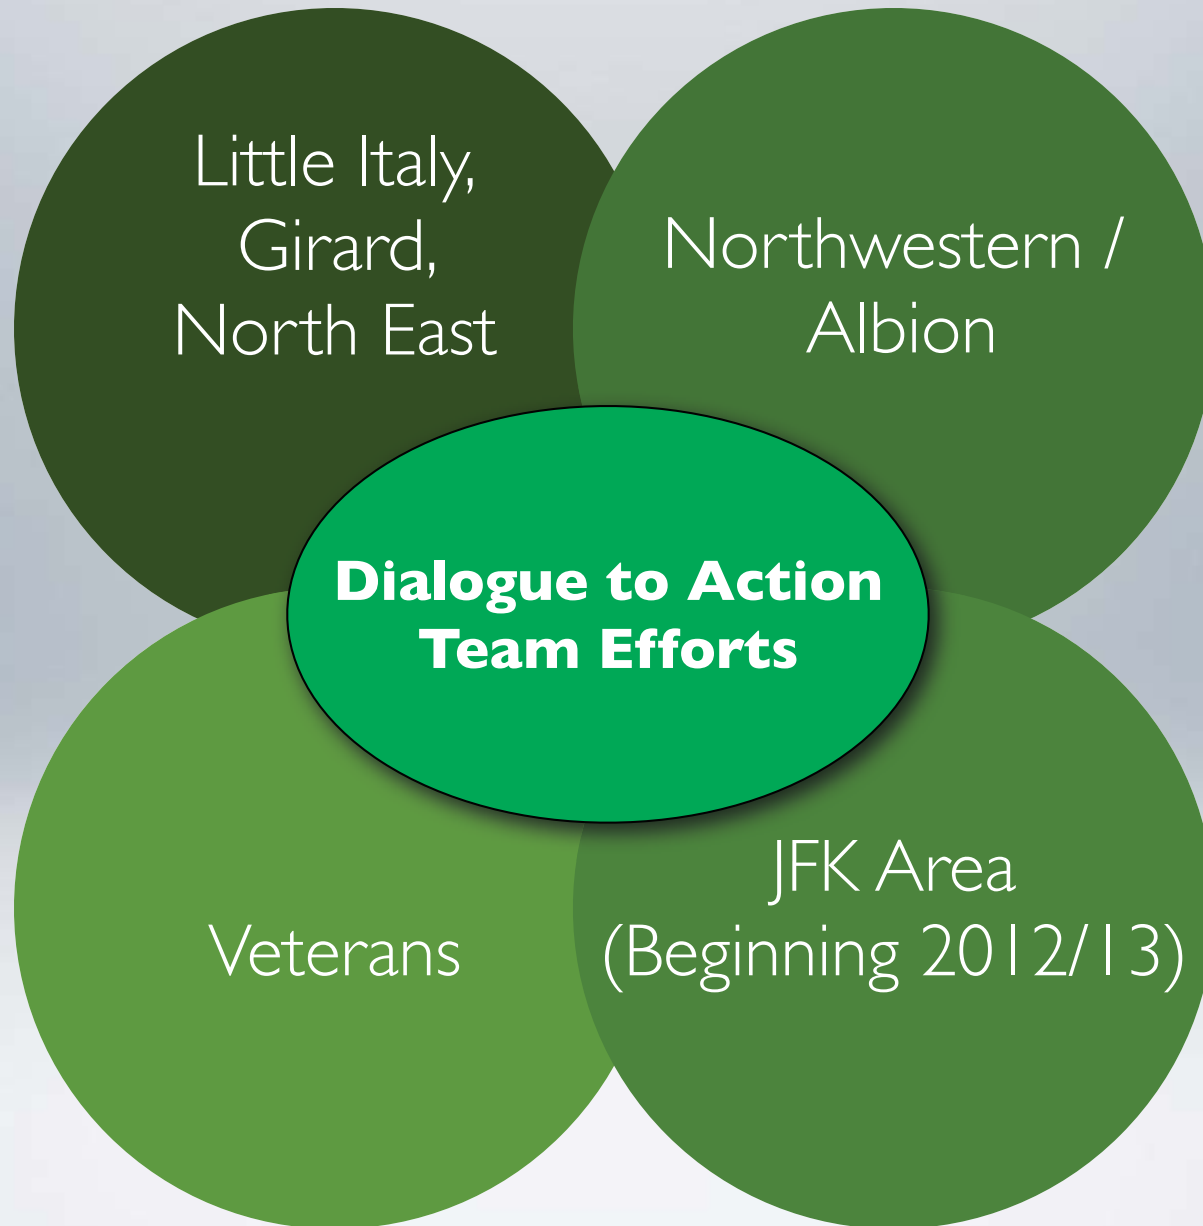 Little Italy,
Girard,
North East
Northwestern /
Albion
Dialogue to Action
Team Efforts
Veterans
JFK Area
(Beginning 2012/13)